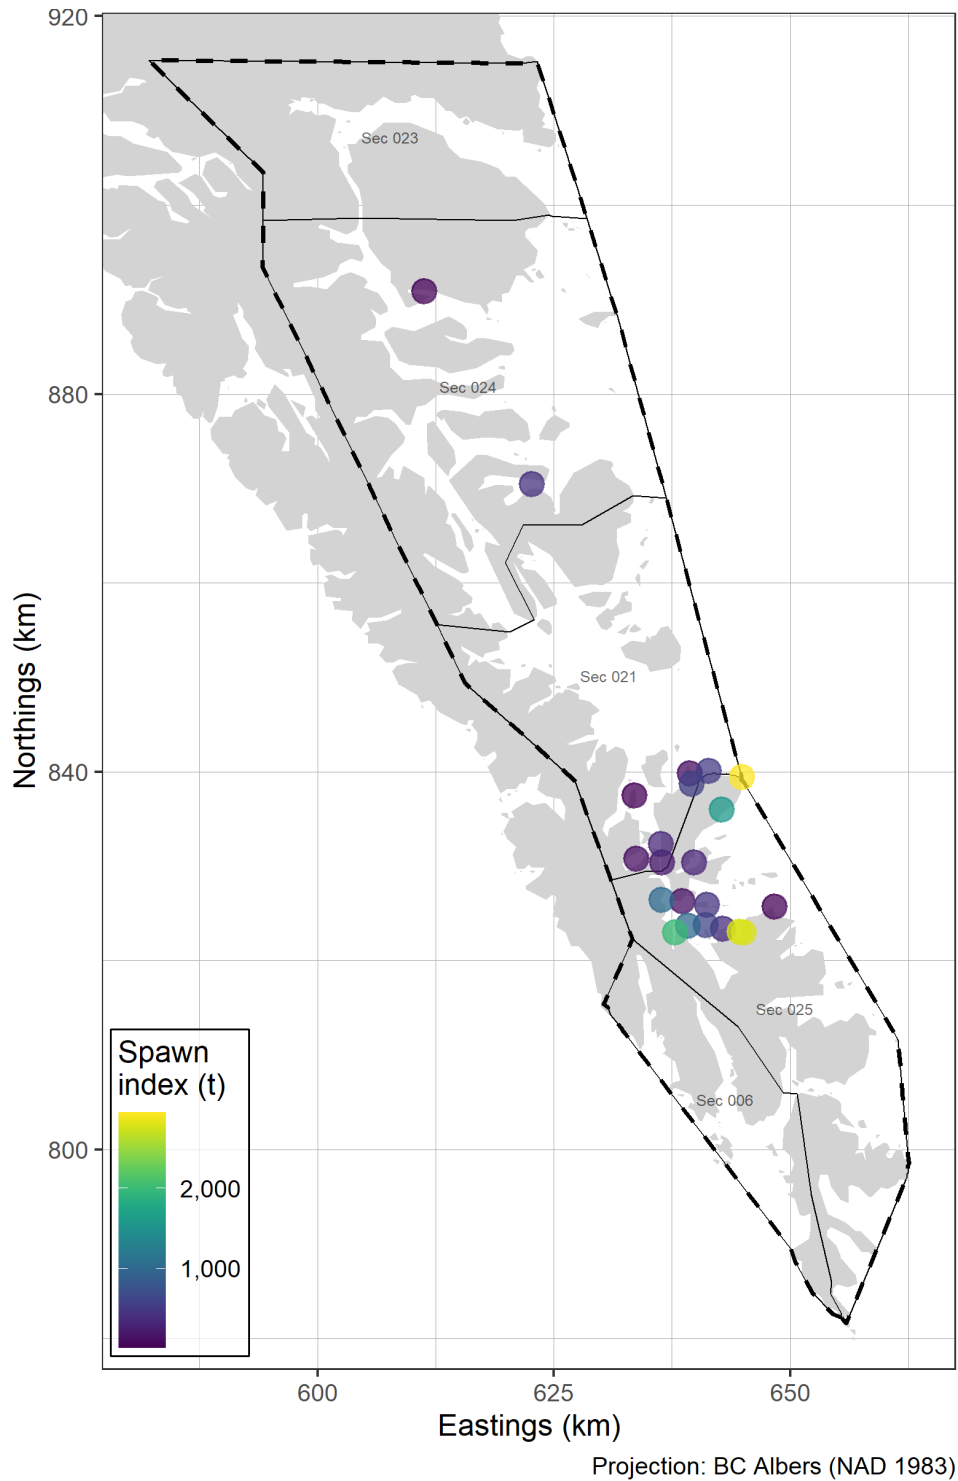 920
Sec 023
880
Sec 024
Sec 021
Northings (km)
840
Sec 025
Spawn
index (t)
Sec 006
800
2,000
1,000
600
625
650
Eastings (km)
Projection: BC Albers (NAD 1983)